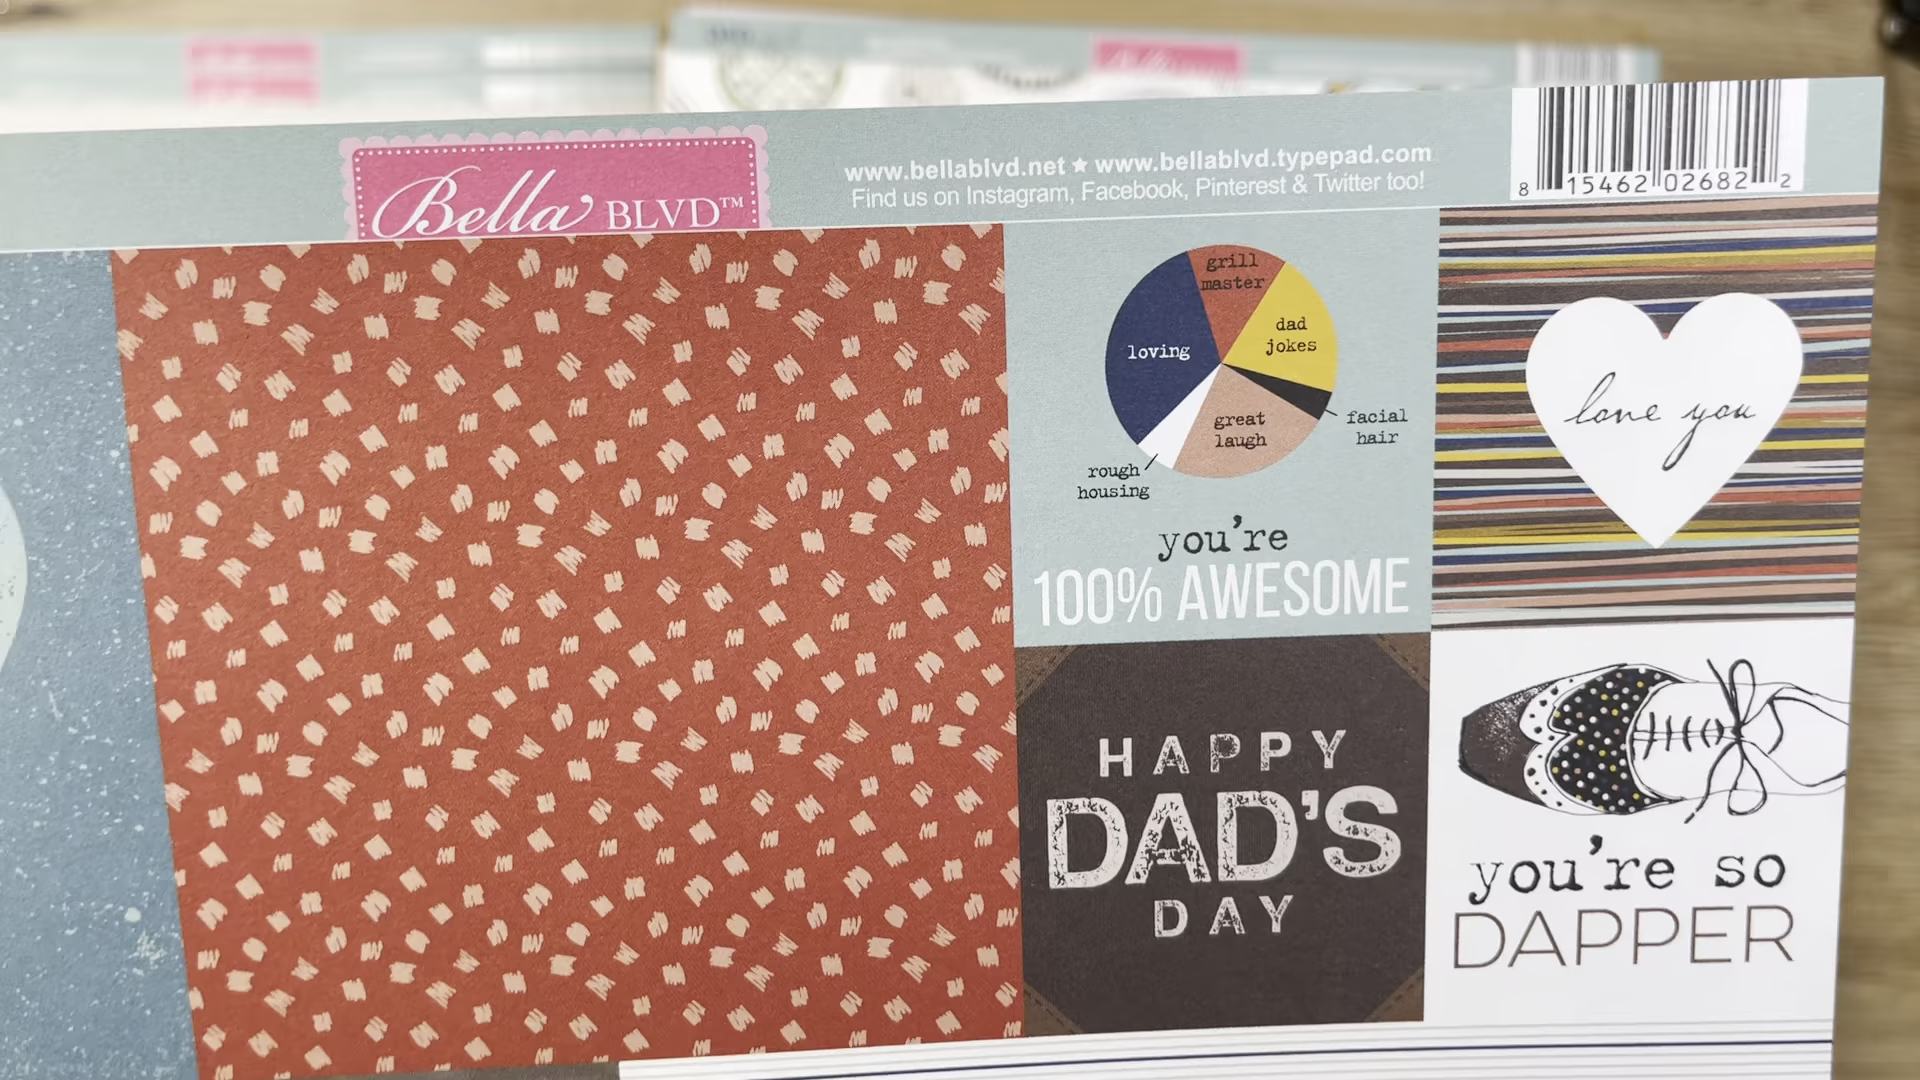 Bella BLVD™
www.bellablvd.net ★ www.bellablvd.typepad.com
Find us on Instagram, Facebook, Pinterest & Twitter too!
8 15462 02682 2
grill
master
dad
jokes
loving
great
laugh
facial
hair
rough
housing
you're
100% AWESOME
love you
HAPPY
DAD'S
DAY
you're so
DAPPER